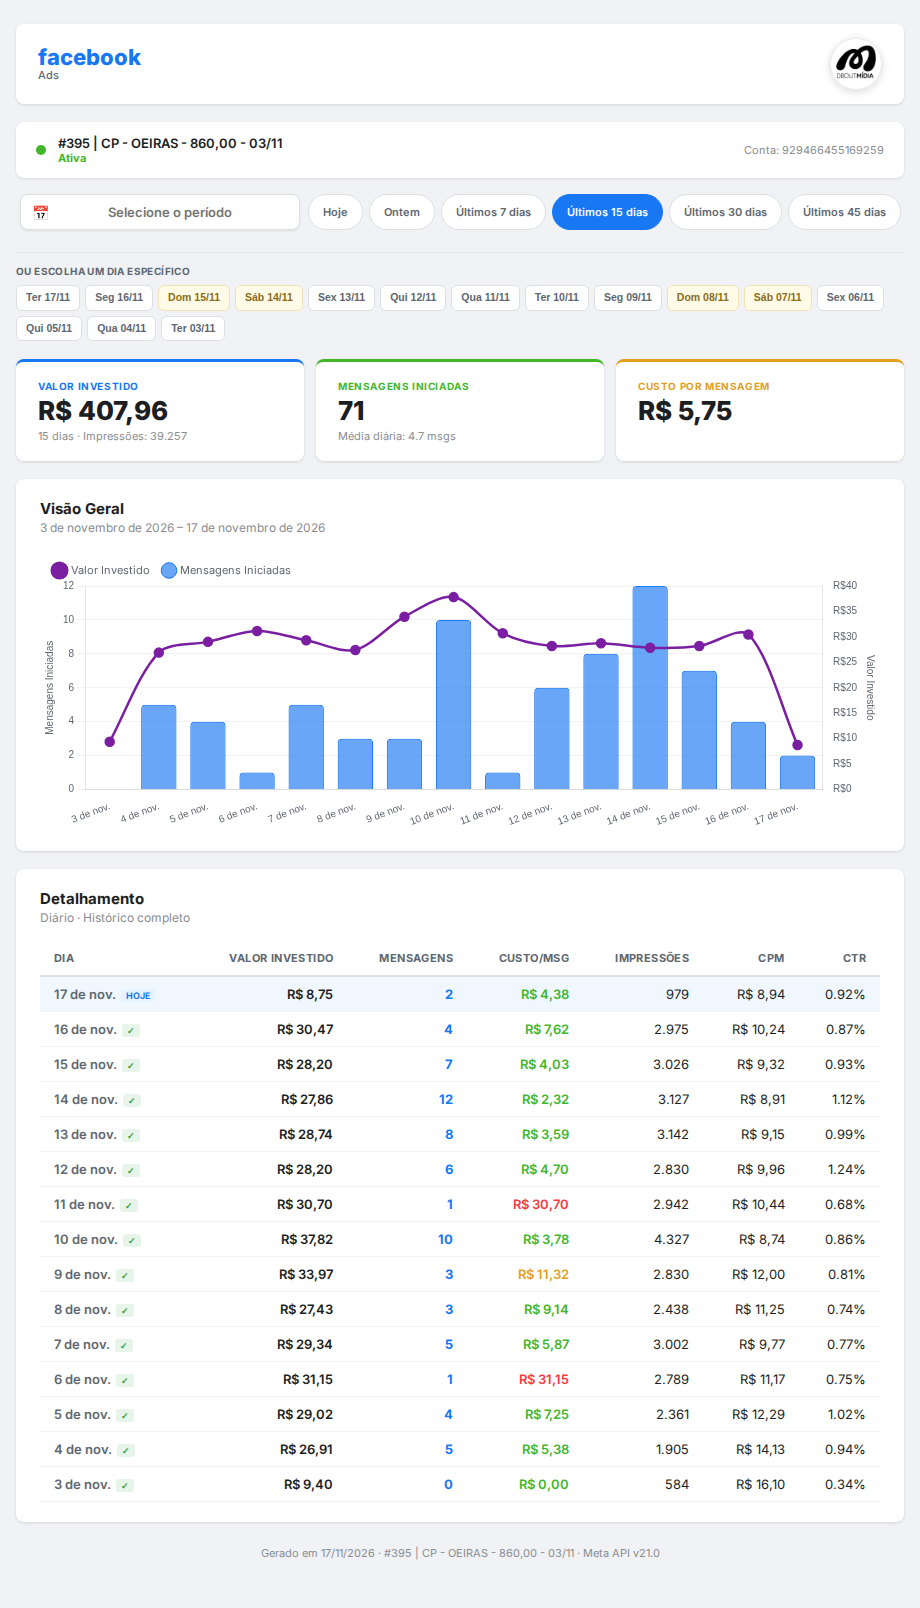 facebook
Ads
DBOUTMÍDIA
#395 | CP - OEIRAS - 860,00 - 03/11
Ativa
Conta: 929466455169259
Selecione o período
Hoje
Ontem
Últimos 7 dias
Últimos 15 dias
Últimos 30 dias
Últimos 45 dias
OU ESCOLHA UM DIA ESPECÍFICO
Ter 17/11 Seg 16/11 Dom 15/11 Sáb 14/11 Sex 13/11 Qui 12/11 Qua 11/11 Ter 10/11 Seg 09/11 Dom 08/11 Sáb 07/11 Sex 06/11
Qui 05/11 Qua 04/11 Ter 03/11
VALOR INVESTIDO
R$ 407,96
15 dias · Impressões: 39.257
MENSAGENS INICIADAS
71
Média diária: 4.7 msgs
CUSTO POR MENSAGEM
R$ 5,75
Visão Geral
3 de novembro de 2026 – 17 de novembro de 2026
Valor Investido Mensagens Iniciadas
Mensagens Iniciadas
12
10
8
6
4
2
0
R$40
R$35
R$30
R$25
R$20
R$15
R$10
R$5
R$0
Valor Investido
3 de nov. 4 de nov. 5 de nov. 6 de nov. 7 de nov. 8 de nov. 9 de nov. 10 de nov. 11 de nov. 12 de nov. 13 de nov. 14 de nov. 15 de nov. 16 de nov. 17 de nov.
Detalhamento
Diário · Histórico completo
DIA VALOR INVESTIDO MENSAGENS CUSTO/MSG IMPRESSÕES CPM CTR
17 de nov. HOJE R$ 8,75 2 R$ 4,38 979 R$ 8,94 0.92%
16 de nov. ✓ R$ 30,47 4 R$ 7,62 2.975 R$ 10,24 0.87%
15 de nov. ✓ R$ 28,20 7 R$ 4,03 3.026 R$ 9,32 0.93%
14 de nov. ✓ R$ 27,86 12 R$ 2,32 3.127 R$ 8,91 1.12%
13 de nov. ✓ R$ 28,74 8 R$ 3,59 3.142 R$ 9,15 0.99%
12 de nov. ✓ R$ 28,20 6 R$ 4,70 2.830 R$ 9,96 1.24%
11 de nov. ✓ R$ 30,70 1 R$ 30,70 2.942 R$ 10,44 0.68%
10 de nov. ✓ R$ 37,82 10 R$ 3,78 4.327 R$ 8,74 0.86%
9 de nov. ✓ R$ 33,97 3 R$ 11,32 2.830 R$ 12,00 0.81%
8 de nov. ✓ R$ 27,43 3 R$ 9,14 2.438 R$ 11,25 0.74%
7 de nov. ✓ R$ 29,34 5 R$ 5,87 3.002 R$ 9,77 0.77%
6 de nov. ✓ R$ 31,15 1 R$ 31,15 2.789 R$ 11,17 0.75%
5 de nov. ✓ R$ 29,02 4 R$ 7,25 2.361 R$ 12,29 1.02%
4 de nov. ✓ R$ 26,91 5 R$ 5,38 1.905 R$ 14,13 0.94%
3 de nov. ✓ R$ 9,40 0 R$ 0,00 584 R$ 16,10 0.34%
Gerado em 17/11/2026 · #395 | CP - OEIRAS - 860,00 - 03/11 · Meta API v21.0